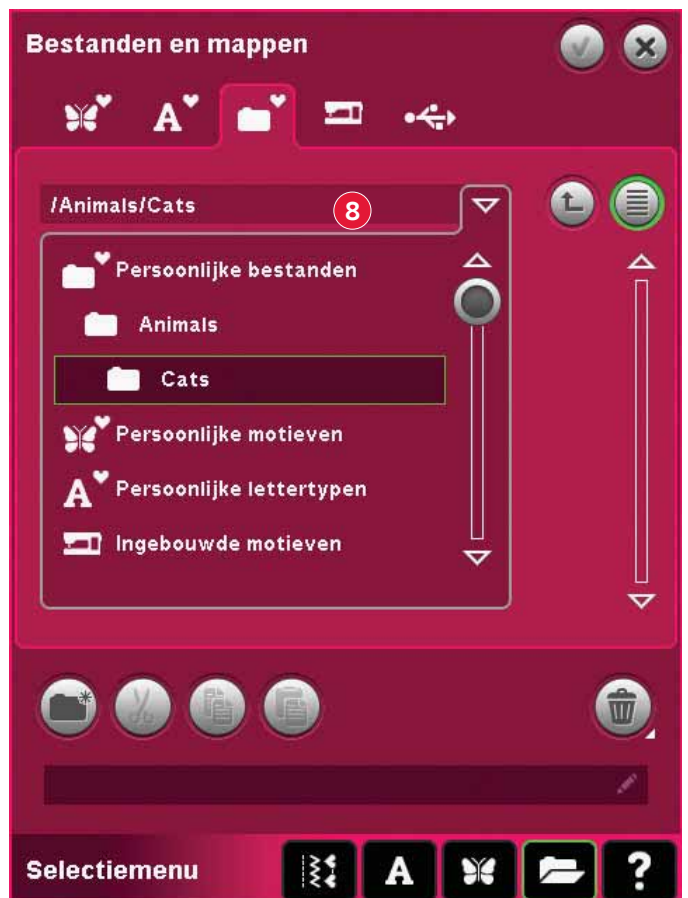 Bestanden en mappen
/Animals/Cats 8
Persoonlijke bestanden
Animals
Cats
Persoonlijke motieven
A Persoonlijke lettertypen
Ingebouwde motieven
Selectiemenu A ?